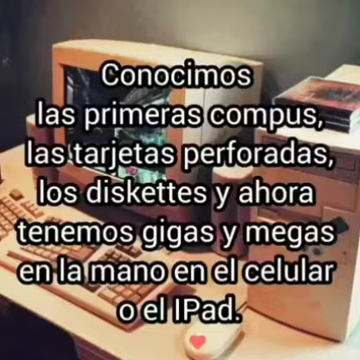 Conocimos
las primeras compus,
las tarjetas perforadas,
los diskettes y ahora
tenemos gigas y megas
en la mano en el celular
o el IPad.